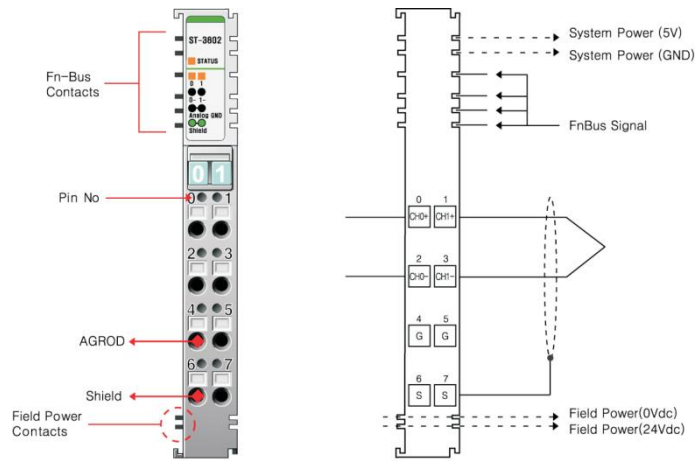 ST-3802
STATUS
0 1
0- 1-
Analog GND
Shield
Fn-Bus
Contacts
01
Pin No
0 1
2 3
4 5
AGROD
6 7
Shield
Field Power
Contacts
System Power (5V)
System Power (GND)
FnBus Signal
0 1
CH0+ CH1+
2 3
CH0- CH1-
4 5
G G
6 7
S S
Field Power(0Vdc)
Field Power(24Vdc)